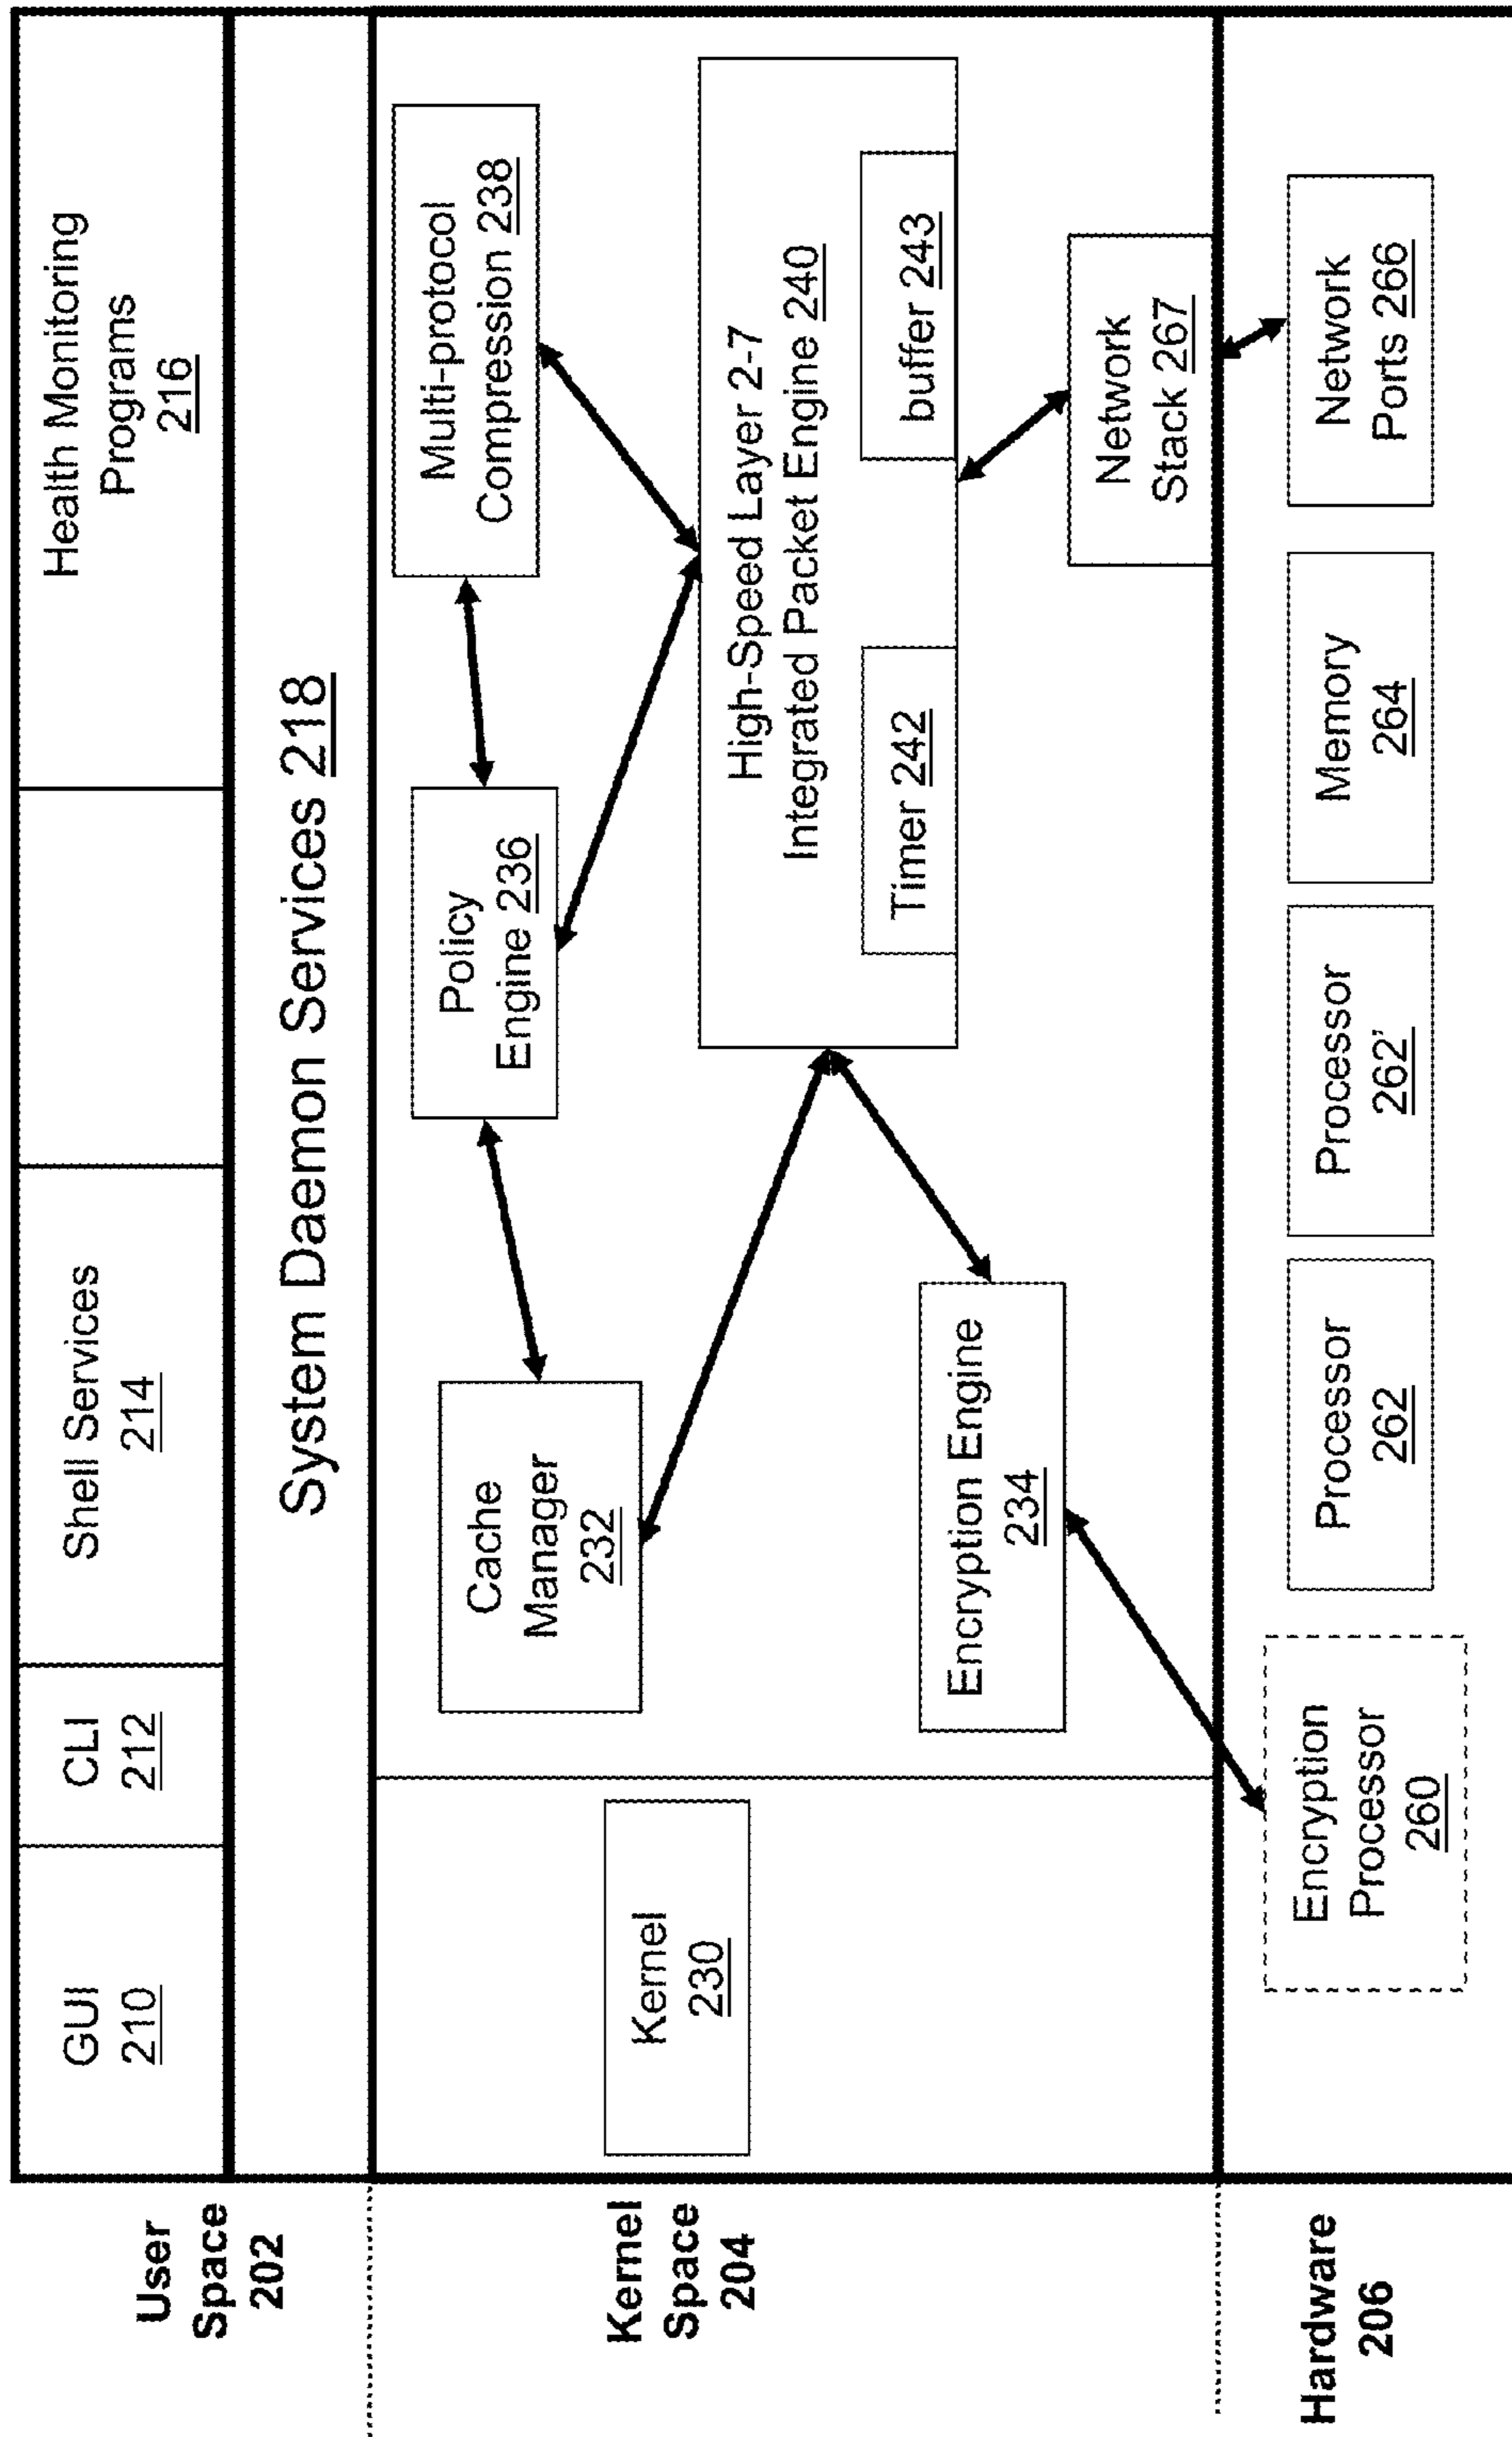 User
Space
202
GUI
210
CLI
212
Shell Services
214
Health Monitoring
Programs
216
System Daemon Services 218
Kernel
Space
204
Kernel
230
Cache
Manager
232
Policy
Engine 236
Multi-protocol
Compression 238
High-Speed Layer 2-7
Integrated Packet Engine 240
Timer 242
buffer 243
Encryption Engine
234
Network
Stack 267
Hardware
206
Encryption
Processor
260
Processor
262
Processor
262'
Memory
264
Network
Ports 266